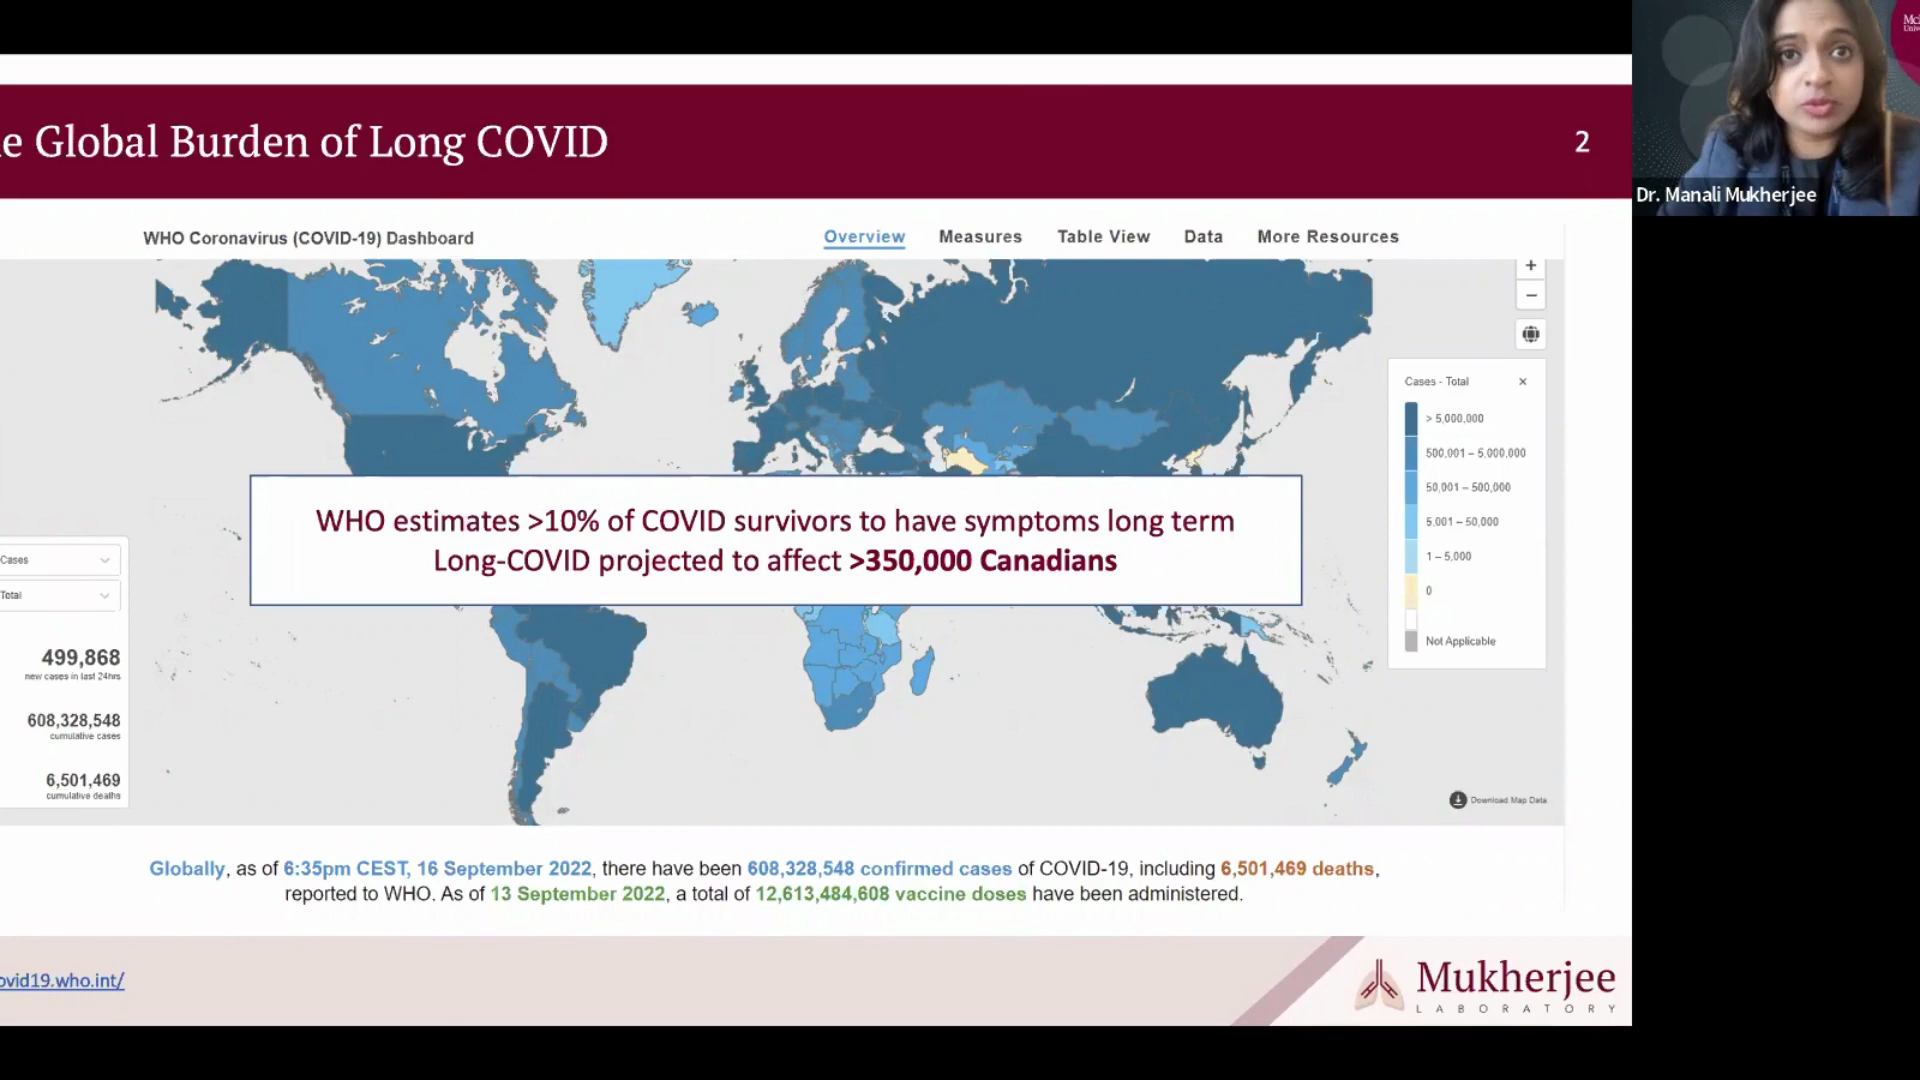 e Global Burden of Long COVID
2
Dr. Manali Mukherjee
WHO Coronavirus (COVID-19) Dashboard
Overview Measures Table View Data More Resources
+
−
Cases - Total ×
> 5,000,000
500,001 – 5,000,000
50,001 – 500,000
5,001 – 50,000
1 – 5,000
0
Not Applicable
WHO estimates >10% of COVID survivors to have symptoms long term
Long-COVID projected to affect >350,000 Canadians
Cases
Total
499,868
new cases in last 24hrs
608,328,548
cumulative cases
6,501,469
cumulative deaths
Download Map Data
Globally, as of 6:35pm CEST, 16 September 2022, there have been 608,328,548 confirmed cases of COVID-19, including 6,501,469 deaths,
reported to WHO. As of 13 September 2022, a total of 12,613,484,608 vaccine doses have been administered.
ovid19.who.int/
Mukherjee
LABORATORY